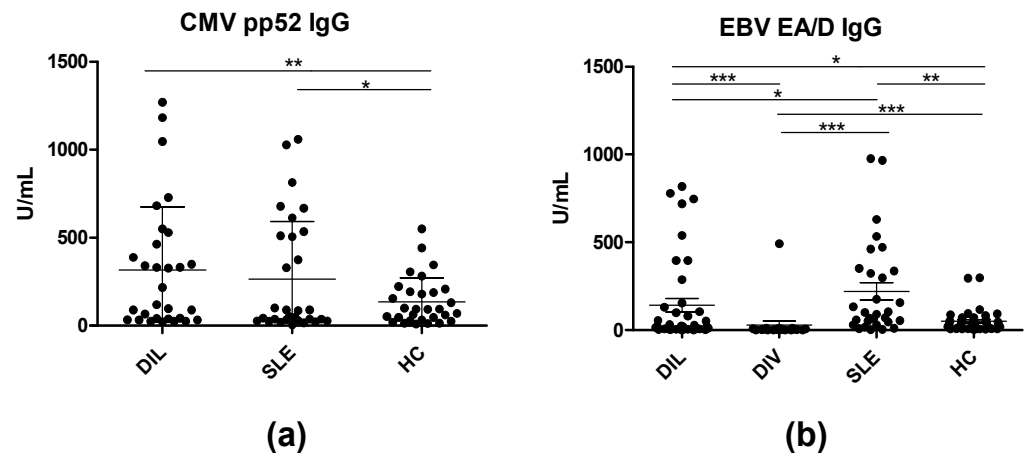 CMV pp52 IgG
U/mL
1500
1000
500
0
**
*
DIL
SLE
HC
(a)
EBV EA/D IgG
U/mL
1500
1000
500
0
*
***
**
*
***
***
DIL
DIV
SLE
HC
(b)